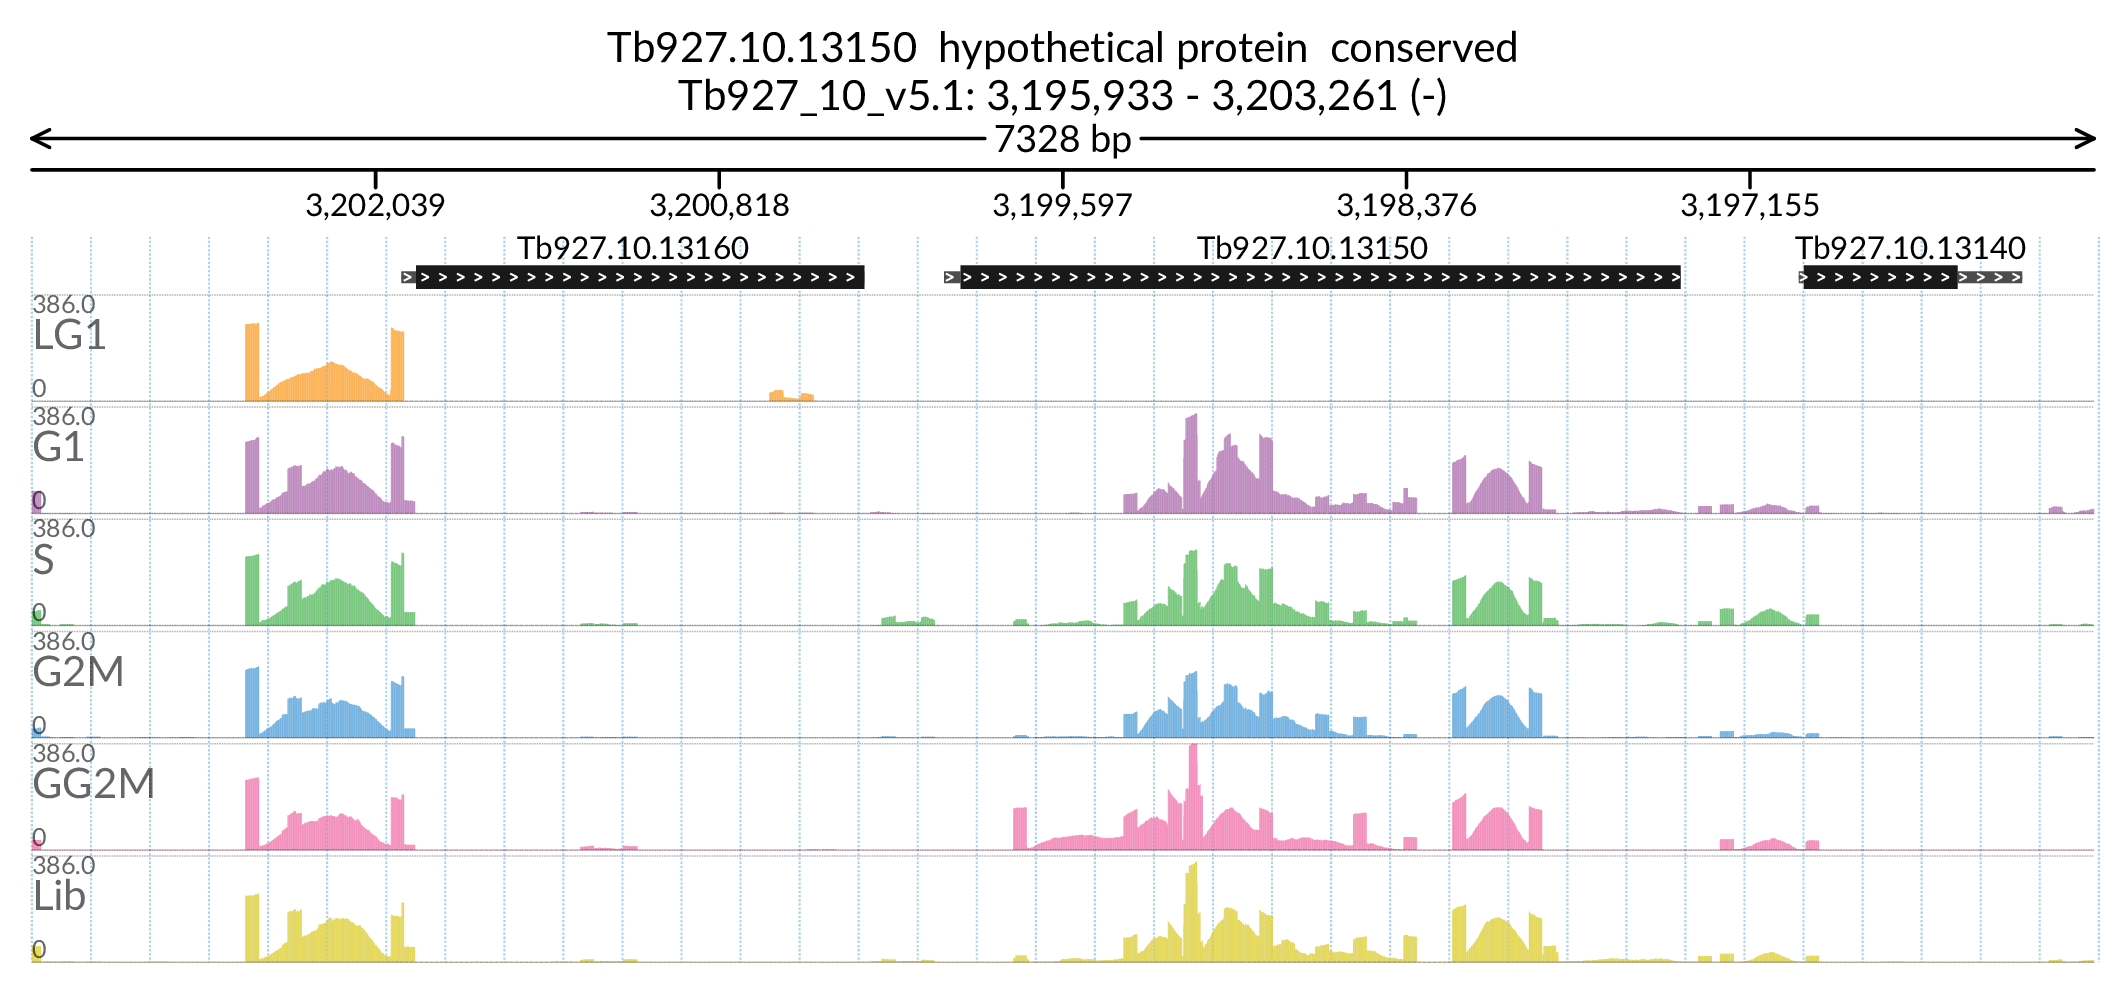 Tb927.10.13150  hypothetical protein  conserved
Tb927_10_v5.1: 3,195,933 - 3,203,261 (-)
7328 bp
3,202,039 3,200,818 3,199,597 3,198,376 3,197,155
Tb927.10.13160 Tb927.10.13150 Tb927.10.13140
386.0
LG1
0
386.0
G1
0
386.0
S
0
386.0
G2M
0
386.0
GG2M
0
386.0
Lib
0